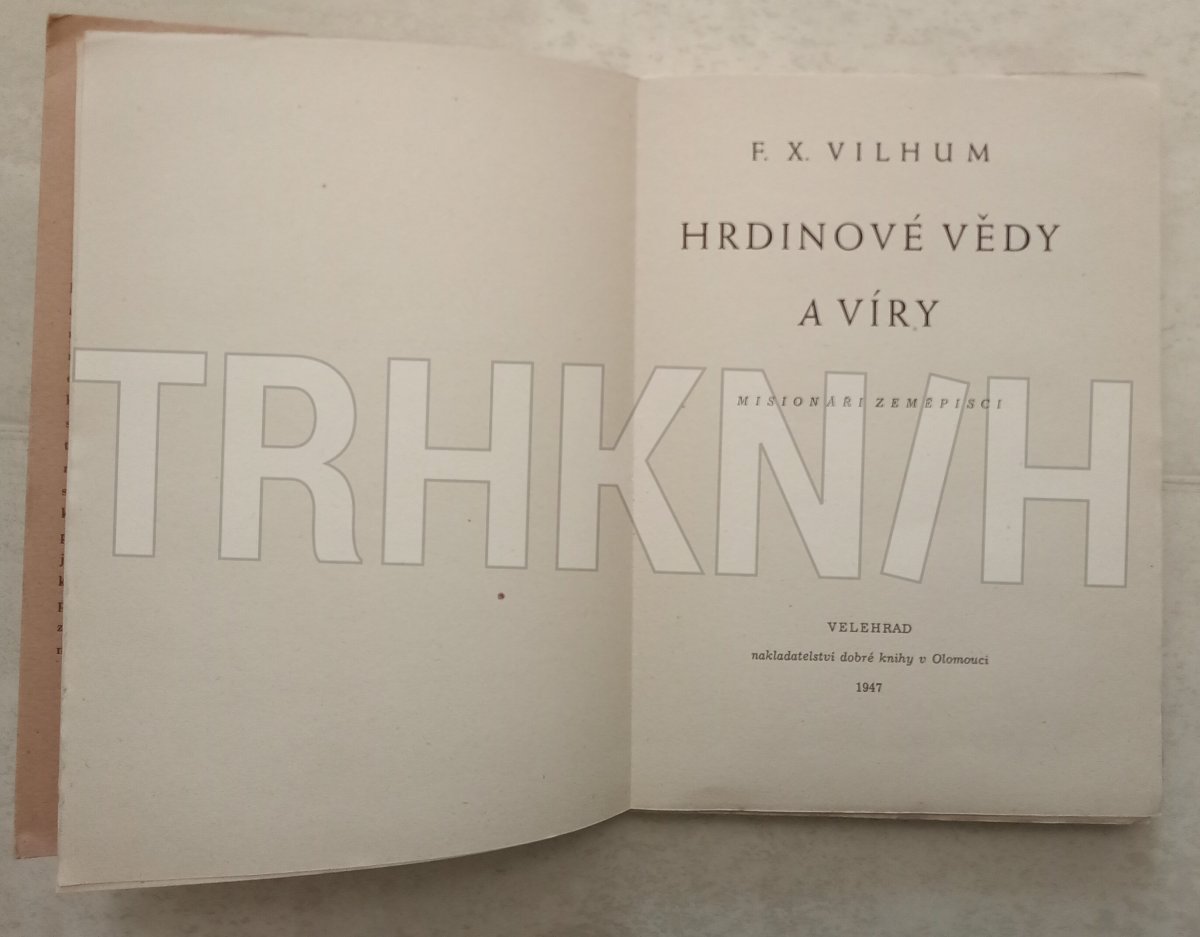 F. X. VILHUM
HRDINOVÉ VĚDY
A VÍRY
MISIONÁŘI ZEMĚPISCI
TRHKNIH
VELEHRAD
nakladatelství dobré knihy v Olomouci
1947